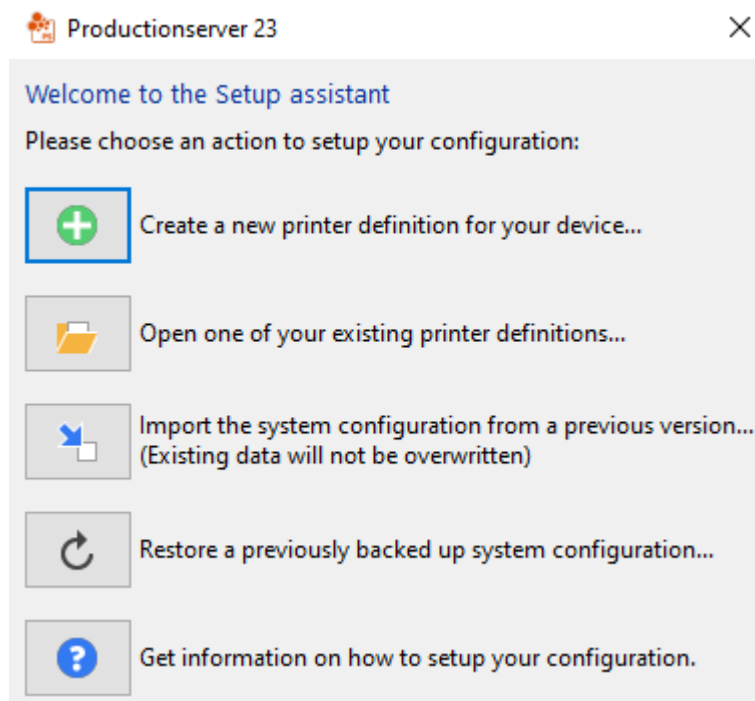 Productionserver 23
Welcome to the Setup assistant
Please choose an action to setup your configuration:
Create a new printer definition for your device...
Open one of your existing printer definitions...
Import the system configuration from a previous version...
(Existing data will not be overwritten)
Restore a previously backed up system configuration...
Get information on how to setup your configuration.